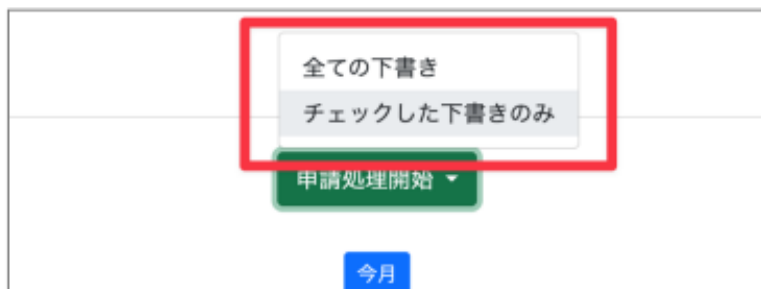 全ての下書き
チェックした下書きのみ
申請処理開始
今月